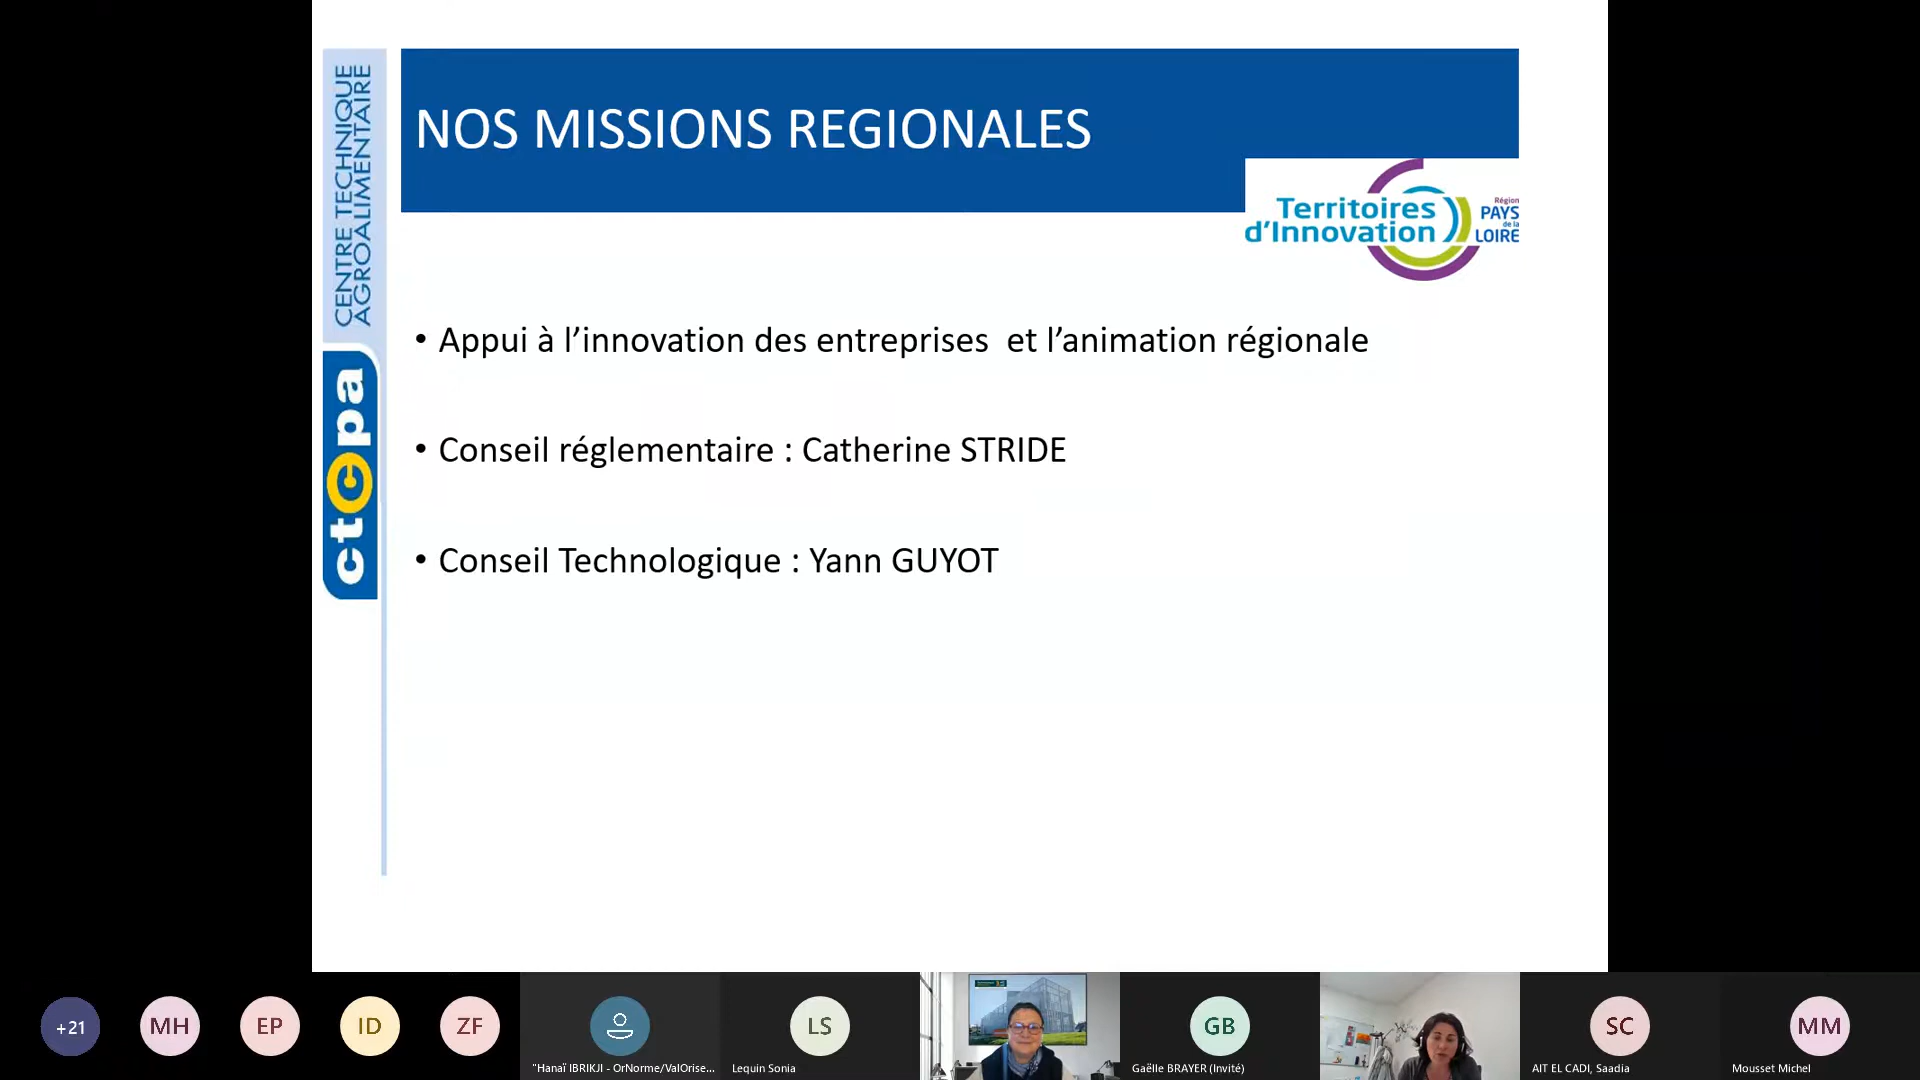 CENTRE TECHNIQUE
AGROALIMENTAIRE
ctcpa
NOS MISSIONS REGIONALES
Territoires
d'Innovation
Région
PAYS
de la
LOIRE
• Appui à l’innovation des entreprises  et l’animation régionale
• Conseil réglementaire : Catherine STRIDE
• Conseil Technologique : Yann GUYOT
+21
MH
EP
ID
ZF
"Hanaï IBRIKJI - OrNorme/ValOrise...
LS
Lequin Sonia
GB
Gaëlle BRAYER (Invité)
SC
AIT EL CADI, Saadia
MM
Mousset Michel